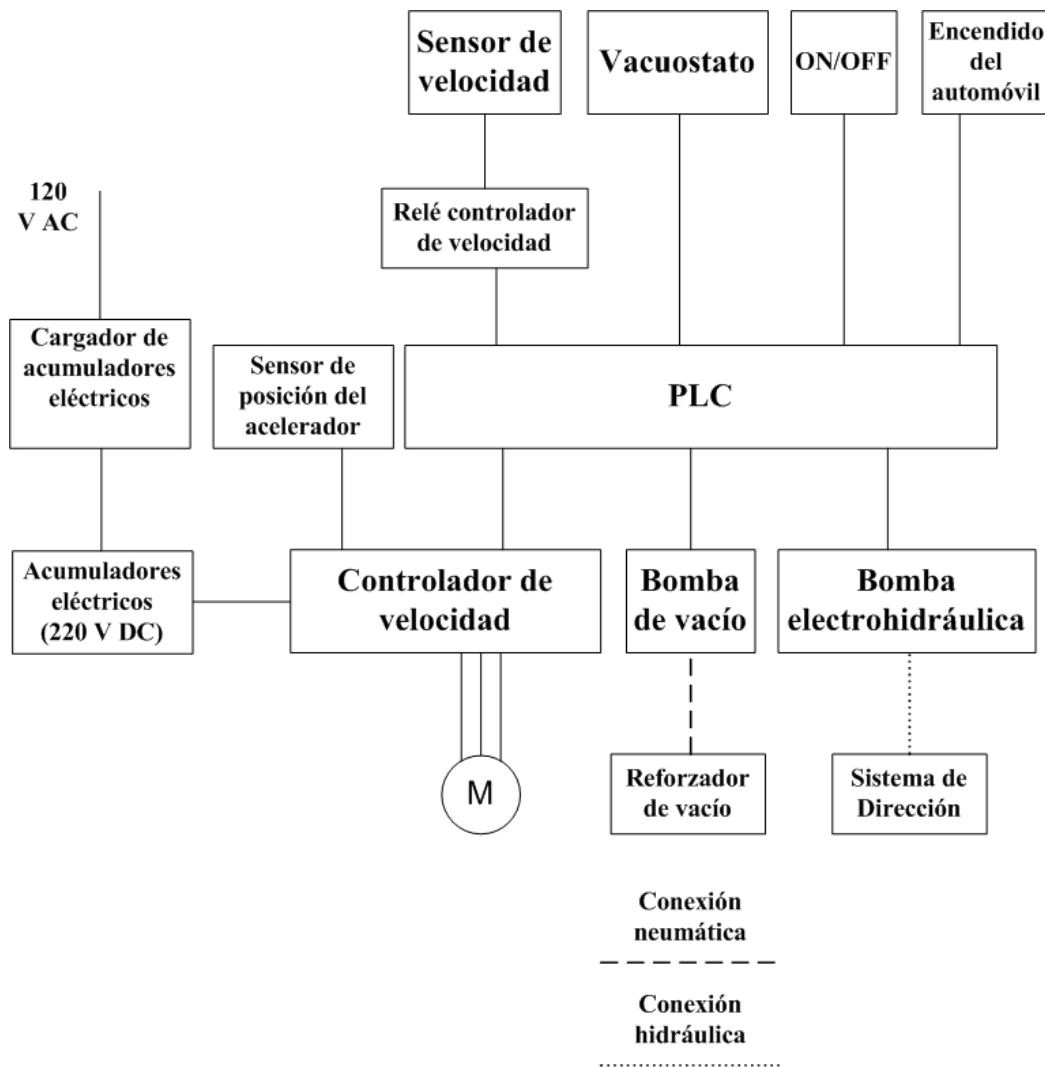 Sensor de
velocidad
Vacuostato
ON/OFF
Encendido
del
automóvil
120
V AC
Relé controlador
de velocidad
Cargador de
acumuladores
eléctricos
Sensor de
posición del
acelerador
PLC
Acumuladores
eléctricos
(220 V DC)
Controlador de
velocidad
Bomba
de vacío
Bomba
electrohidráulica
M
Reforzador
de vacío
Sistema de
Dirección
Conexión
neumática
Conexión
hidráulica